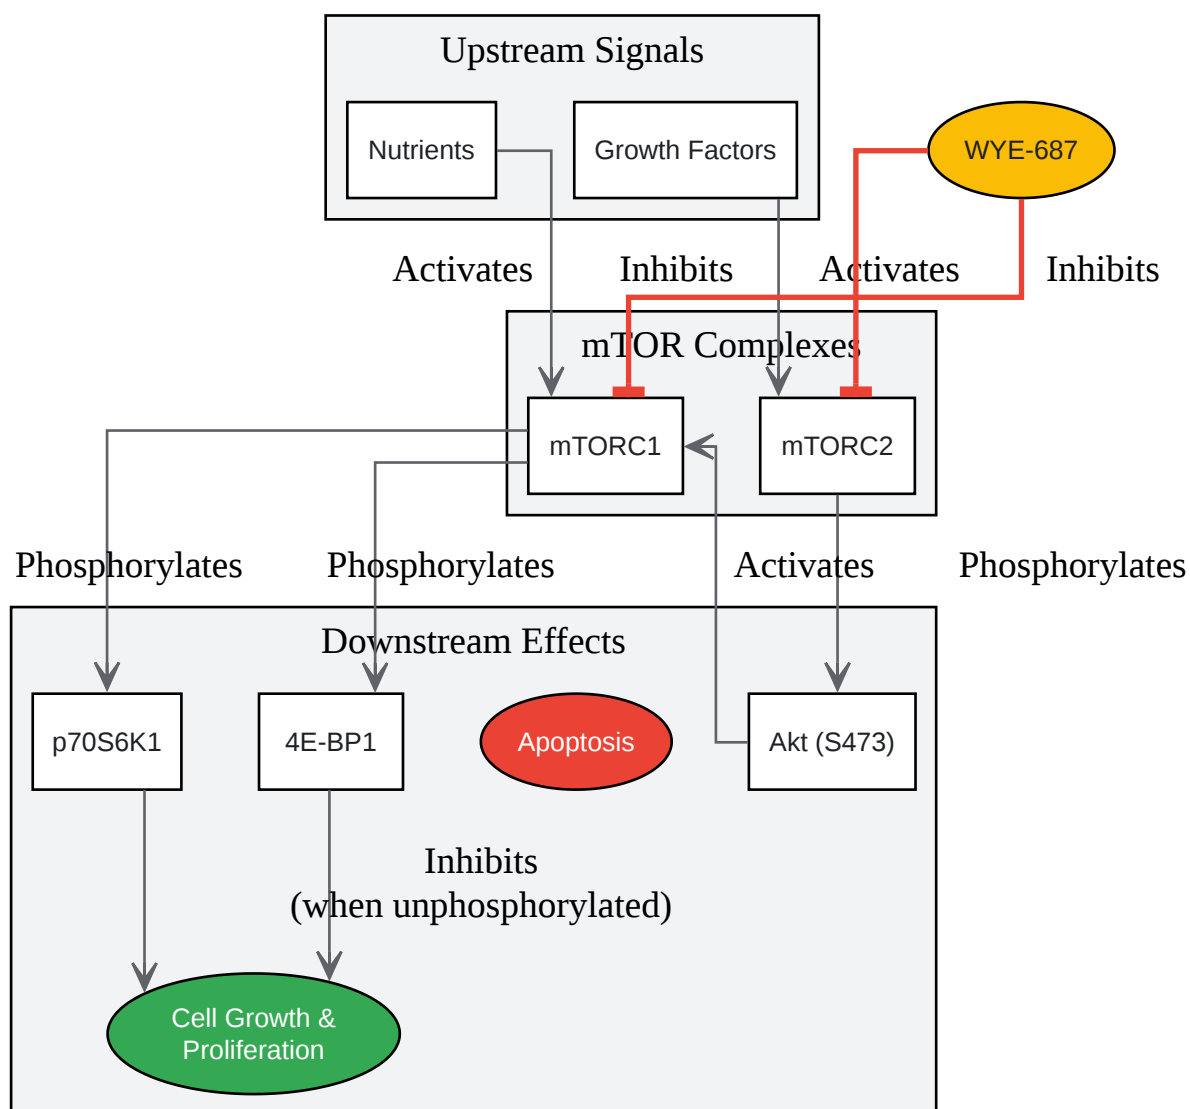 Upstream Signals
Nutrients
Growth Factors
WYE-687
Activates
Inhibits
Activates
Inhibits
mTOR Complexes
mTORC1
mTORC2
Phosphorylates
Phosphorylates
Activates
Phosphorylates
Downstream Effects
p70S6K1
4E-BP1
Apoptosis
Akt (S473)
Inhibits
(when unphosphorylated)
Cell Growth &
Proliferation